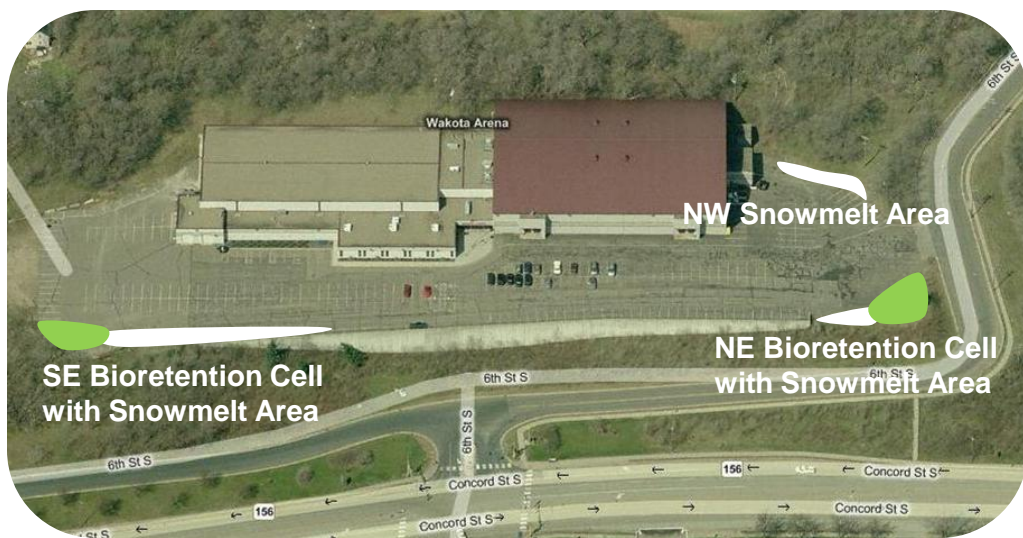 6th St S
Wakota Arena
NW Snowmelt Area
NE Bioretention Cell
with Snowmelt Area
6th St S
SE Bioretention Cell
with Snowmelt Area
6th St S
6th St S
6th St S
Concord St S
156
Concord St S
156
Concord St S
Concord St S
St S